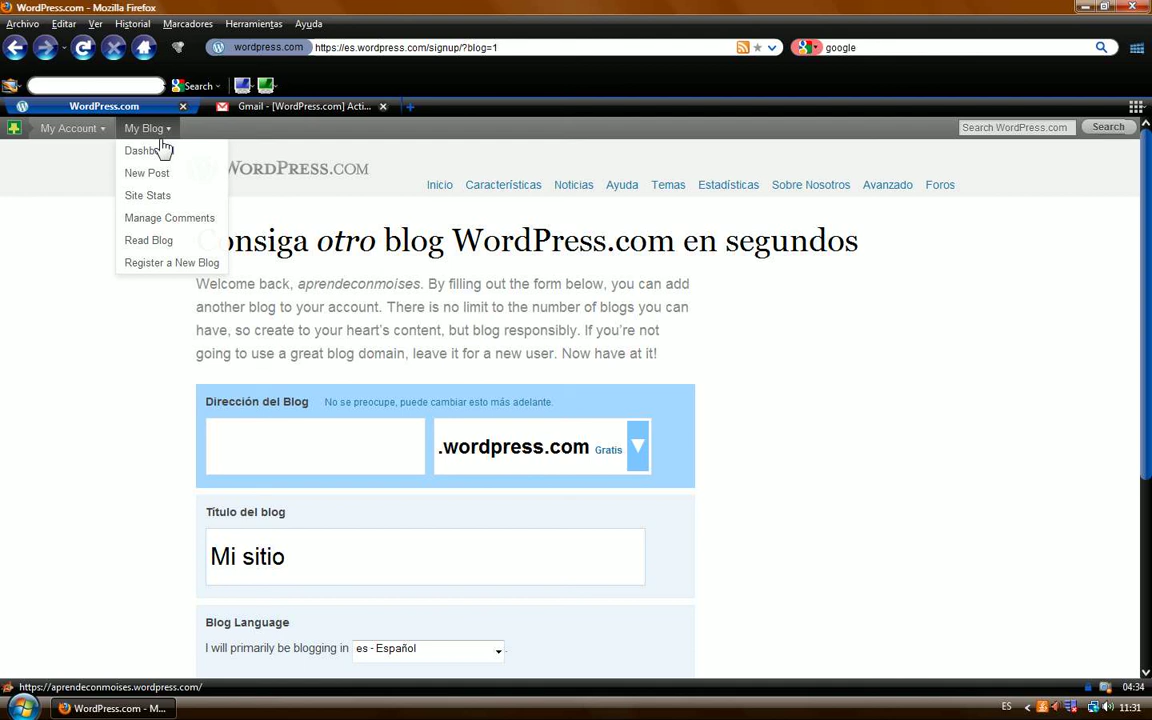 WordPress.com - Mozilla Firefox
Archivo Editar Ver Historial Marcadores Herramientas Ayuda
wordpress.com https://es.wordpress.com/signup/?blog=1 google
Search
WordPress.com Gmail - [WordPress.com] Acti...
My Account My Blog Search WordPress.com Search
New Post
Site Stats
Manage Comments
Read Blog
Register a New Blog
WORDPRESS.COM
Inicio Características Noticias Ayuda Temas Estadísticas Sobre Nosotros Avanzado Foros
Consiga otro blog WordPress.com en segundos
Welcome back, aprendeconmoises. By filling out the form below, you can add
another blog to your account. There is no limit to the number of blogs you can
have, so create to your heart's content, but blog responsibly. If you're not
going to use a great blog domain, leave it for a new user. Now have at it!
Dirección del Blog No se preocupe, puede cambiar esto más adelante.
.wordpress.com Gratis
Título del blog
Mi sitio
Blog Language
I will primarily be blogging in es - Español
https://aprendeconmoises.wordpress.com/ 04:34
WordPress.com - M... ES 11:31